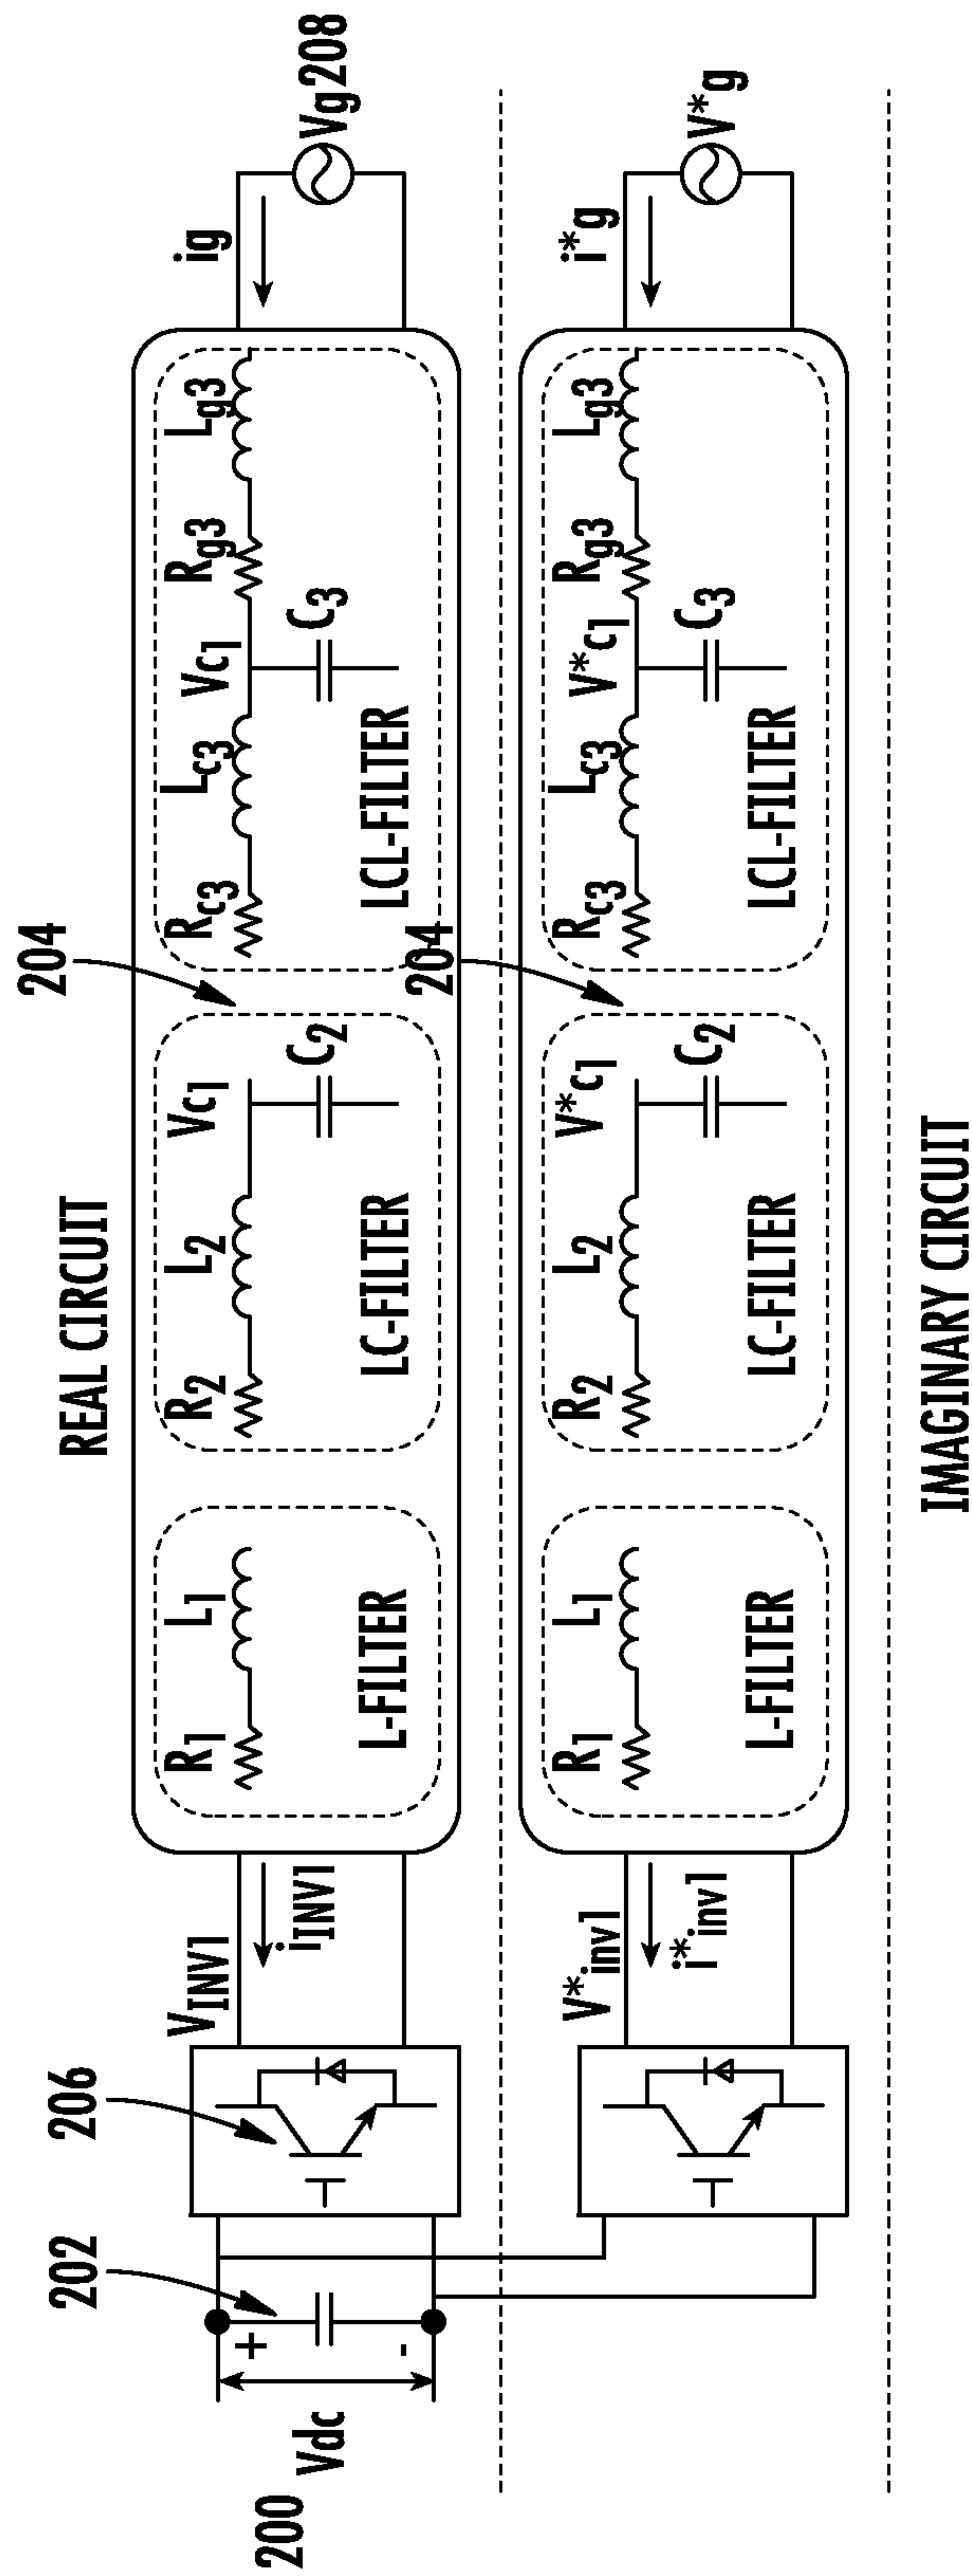 REAL CIRCUIT
200
Vdc
+
-
202
206
VINV1
iINV1
204
R1
L1
L-FILTER
R2
L2
Vc1
C2
LC-FILTER
Rc3
Lc3
Vc1
C3
Rg3
Lg3
LCL-FILTER
ig
Vg208
V*inv1
i*inv1
204
R1
L1
L-FILTER
R2
L2
V*c1
C2
LC-FILTER
Rc3
Lc3
V*c1
C3
Rg3
Lg3
LCL-FILTER
i*g
V*g
IMAGINARY CIRCUIT